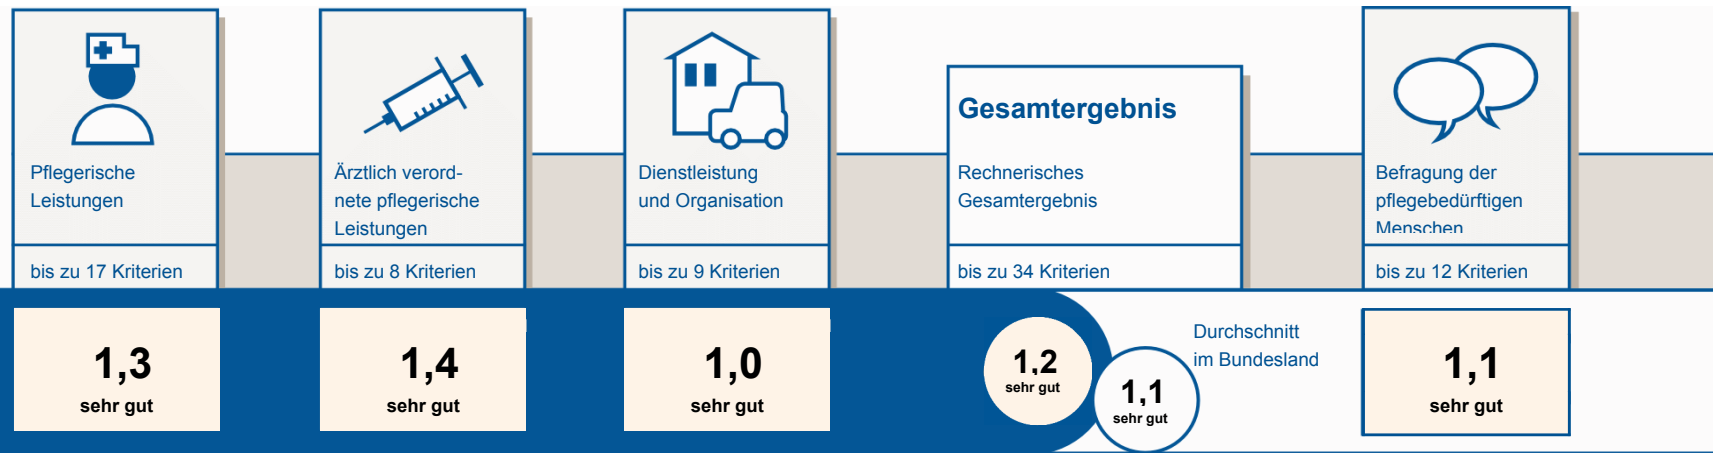 Pflegerische
Leistungen
bis zu 17 Kriterien
1,3
sehr gut
Ärztlich verord-
nete pflegerische
Leistungen
bis zu 8 Kriterien
1,4
sehr gut
Dienstleistung
und Organisation
bis zu 9 Kriterien
1,0
sehr gut
Gesamtergebnis
Rechnerisches
Gesamtergebnis
bis zu 34 Kriterien
1,2
sehr gut
1,1
sehr gut
Durchschnitt
im Bundesland
Befragung der
pflegebedürftigen
Menschen
bis zu 12 Kriterien
1,1
sehr gut